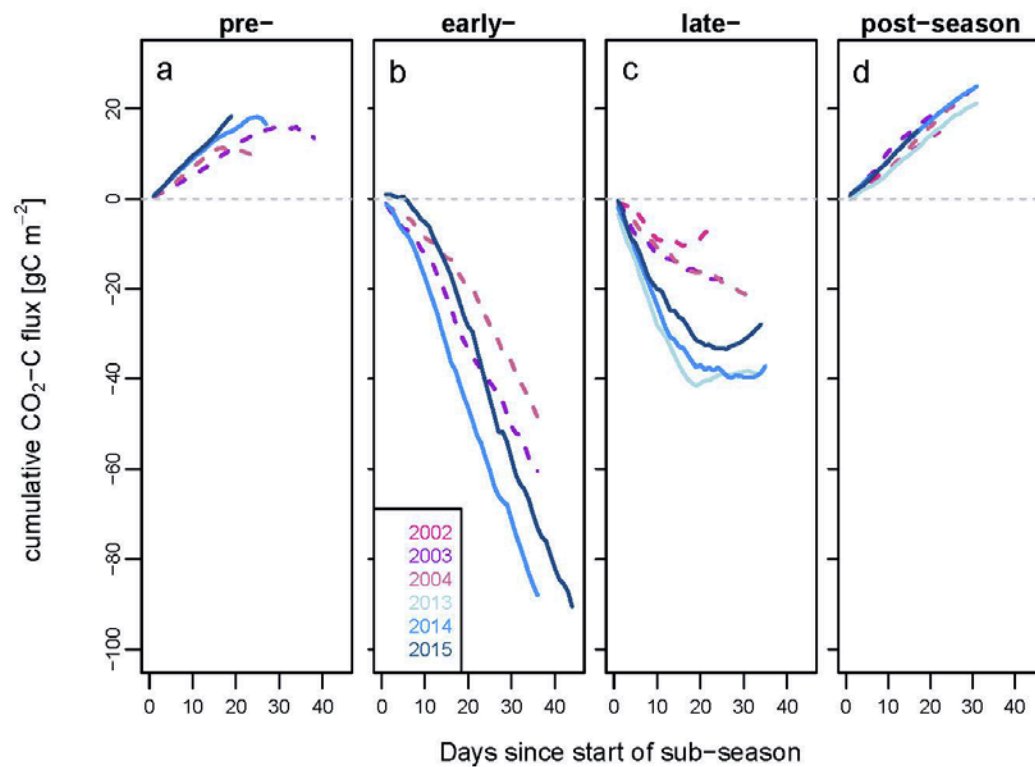 pre− early− late− post−season
a b c d
cumulative CO₂−C flux [gC m⁻²]
20
0
−20
−40
−60
−80
−100
2002
2003
2004
2013
2014
2015
0 10 20 30 40 0 10 20 30 40 0 10 20 30 40 0 10 20 30 40
Days since start of sub−season